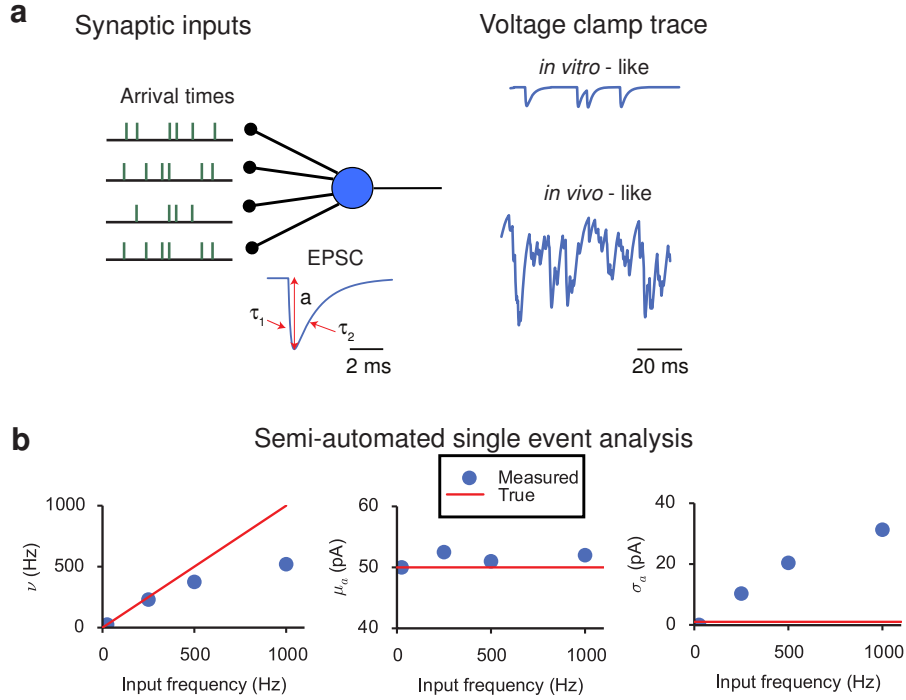 a
Synaptic inputs
Voltage clamp trace
in vitro - like
Arrival times
in vivo - like
EPSC
a
τ1
τ2
2 ms
20 ms
b
Semi-automated single event analysis
Measured
True
1000
500
0
ν (Hz)
0
500
1000
Input frequency (Hz)
60
50
40
μa (pA)
0
500
1000
Input frequency (Hz)
40
20
0
σa (pA)
0
500
1000
Input frequency (Hz)